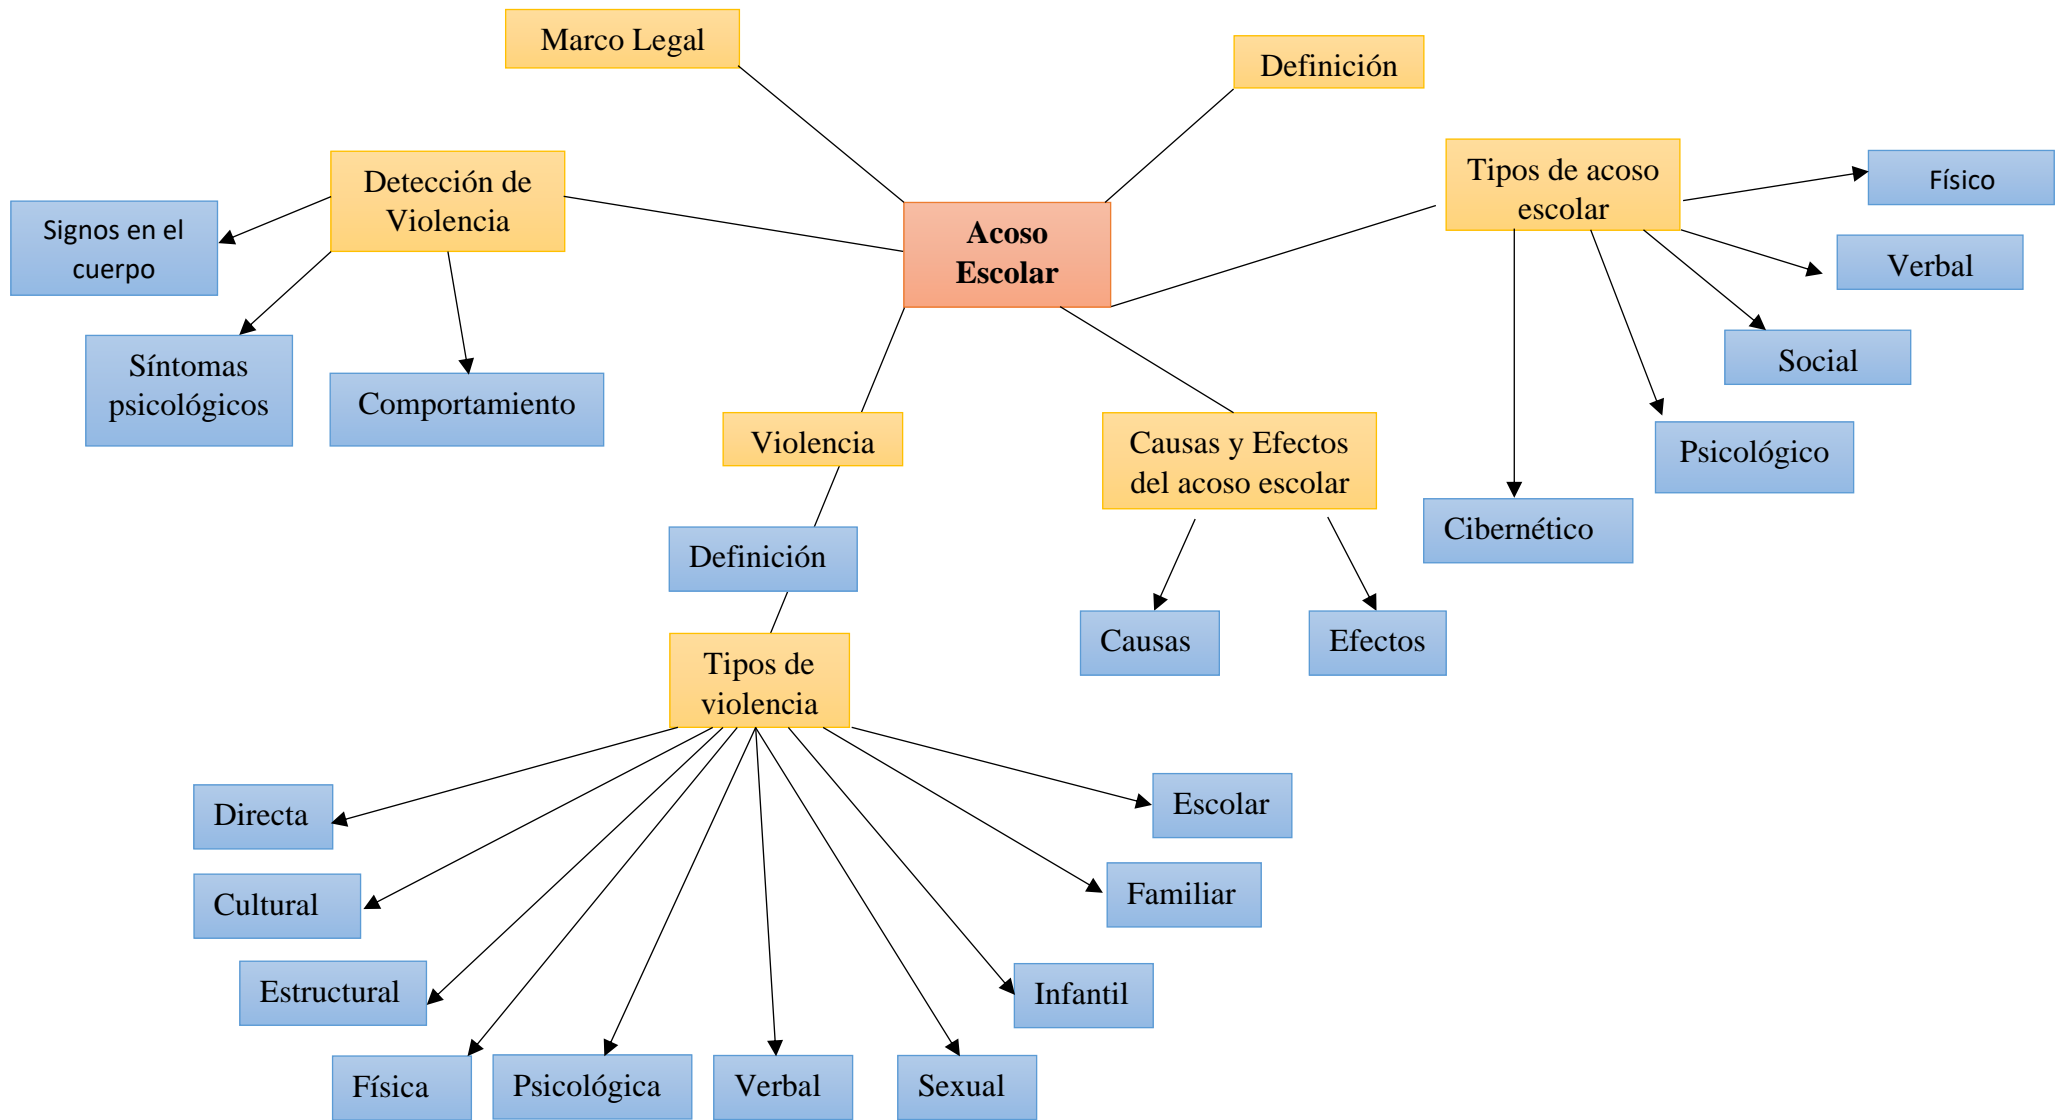 Marco Legal
Definición
Detección de
Violencia
Tipos de acoso
escolar
Físico
Signos en el
cuerpo
Acoso
Escolar
Verbal
Síntomas
psicológicos
Comportamiento
Social
Violencia
Causas y Efectos
del acoso escolar
Psicológico
Cibernético
Definición
Causas
Efectos
Tipos de
violencia
Directa
Escolar
Cultural
Familiar
Estructural
Infantil
Física
Psicológica
Verbal
Sexual